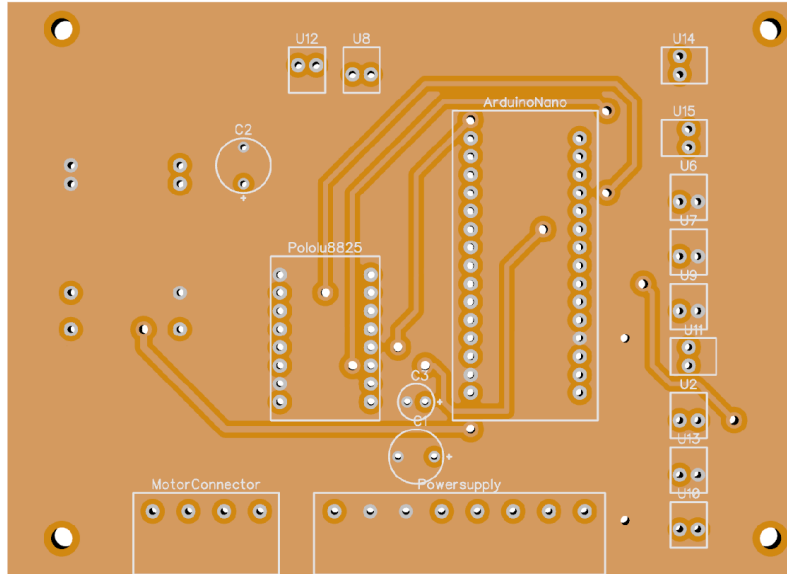 U12
U8
U14
ArduinoNano
U15
C2
+
U6
U7
Pololu8825
U9
U11
C3
+
U2
C1
+
U13
MotorConnector
Powersupply
U10